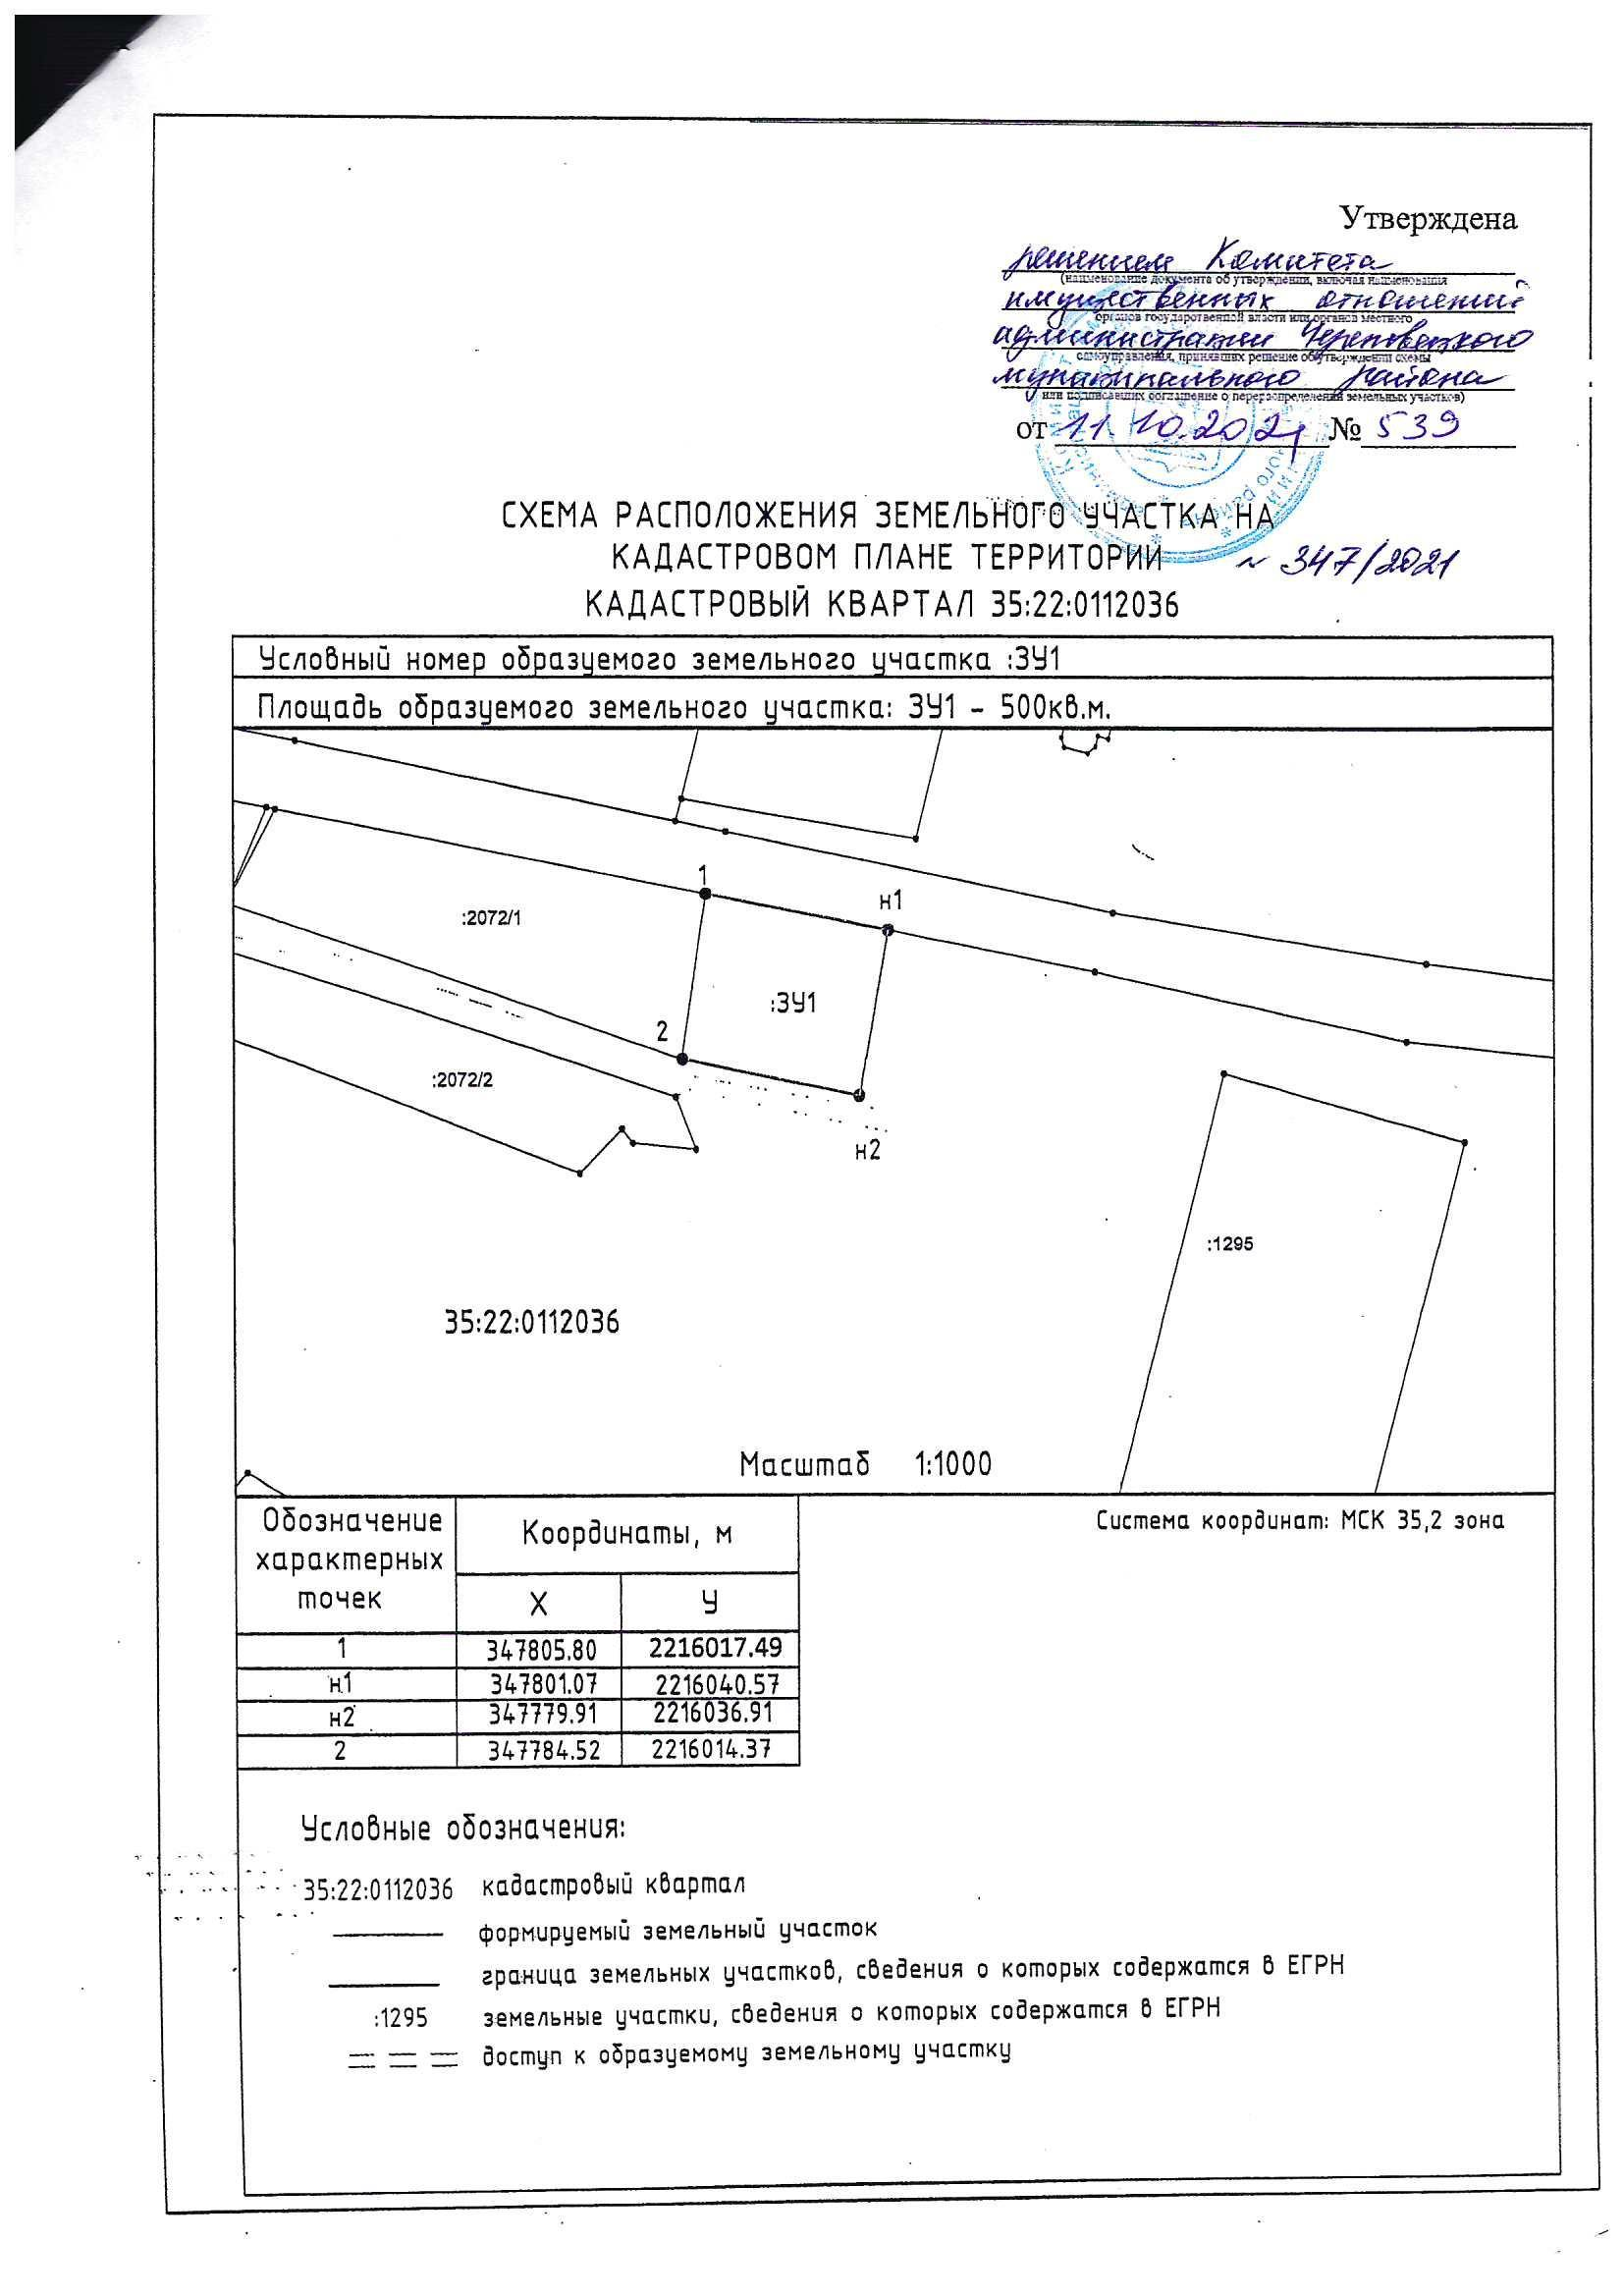 Утверждена
решением Комитета
(наименование документа об утверждении, включая наименования
имущественных отношений
органов государственной власти или органов местного
администрации Череповецкого
самоуправления, принявших решение об утверждении схемы
муниципального района
или подписавших соглашение о перераспределении земельных участков)
от 11.10.2021 № 539
СХЕМА РАСПОЛОЖЕНИЯ ЗЕМЕЛЬНОГО УЧАСТКА НА
КАДАСТРОВОМ ПЛАНЕ ТЕРРИТОРИИ
№ 347/2021
КАДАСТРОВЫЙ КВАРТАЛ 35:22:0112036
Условный номер образуемого земельного участка :ЗУ1
Площадь образуемого земельного участка: ЗУ1 – 500кв.м.
1
н1
:2072/1
:ЗУ1
2
:2072/2
н2
:1295
35:22:0112036
Масштаб 1:1000
Система координат: МСК 35,2 зона
Обозначение характерных точек Координаты, м
Х У
1 347805.80 2216017.49
н1 347801.07 2216040.57
н2 347779.91 2216036.91
2 347784.52 2216014.37
Условные обозначения:
35:22:0112036 кадастровый квартал
формируемый земельный участок
граница земельных участков, сведения о которых содержатся в ЕГРН
:1295 земельные участки, сведения о которых содержатся в ЕГРН
доступ к образуемому земельному участку